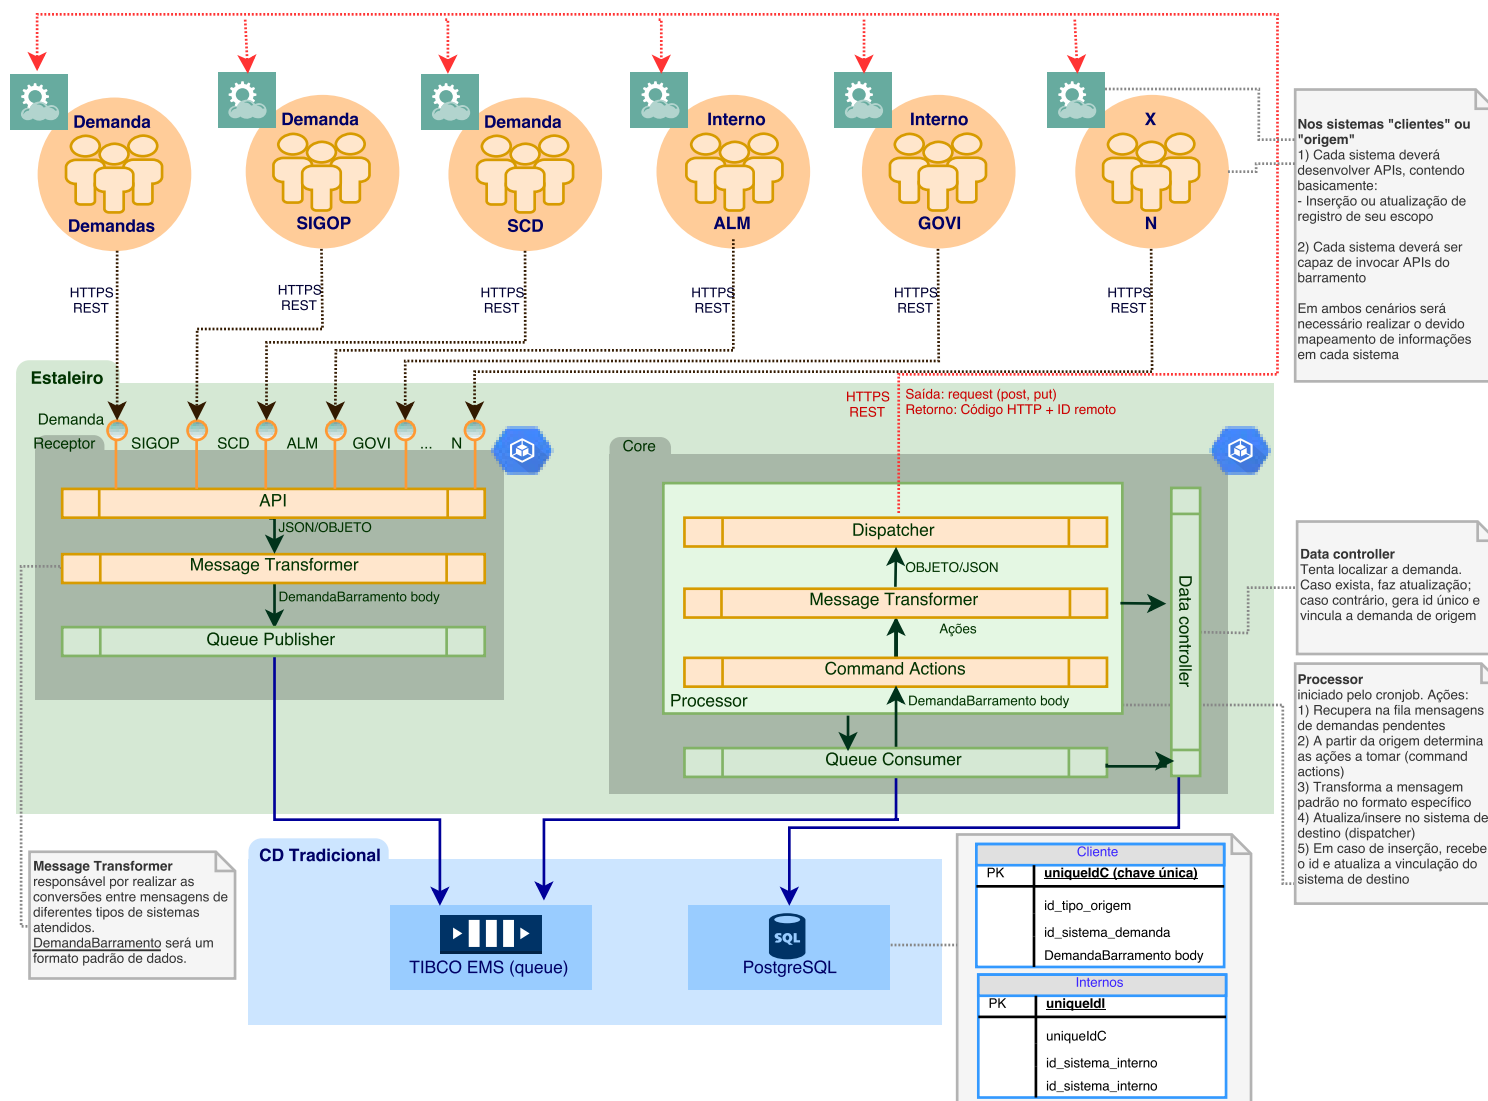 Demanda
Demandas
Demanda
SIGOP
Demanda
SCD
Interno
ALM
Interno
GOVI
X
N
Nos sistemas "clientes" ou
"origem"
1) Cada sistema deverá
desenvolver APIs, contendo
basicamente:
- Inserção ou atualização de
registro de seu escopo
2) Cada sistema deverá ser
capaz de invocar APIs do
barramento
Em ambos cenários será
necessário realizar o devido
mapeamento de informações
em cada sistema
HTTPS
REST
HTTPS
REST
HTTPS
REST
HTTPS
REST
HTTPS
REST
HTTPS
REST
Estaleiro
Demanda
Receptor
SIGOP
SCD
ALM
GOVI
...
N
API
JSON/OBJETO
Message Transformer
DemandaBarramento body
Queue Publisher
HTTPS
REST
Saída: request (post, put)
Retorno: Código HTTP + ID remoto
Core
Dispatcher
OBJETO/JSON
Message Transformer
Ações
Command Actions
Processor
DemandaBarramento body
Queue Consumer
Data controller
Data controller
Tenta localizar a demanda.
Caso exista, faz atualização;
caso contrário, gera id único e
vincula a demanda de origem
Processor
iniciado pelo cronjob. Ações:
1) Recupera na fila mensagens
de demandas pendentes
2) A partir da origem determina
as ações a tomar (command
actions)
3) Transforma a mensagem
padrão no formato específico
4) Atualiza/insere no sistema de
destino (dispatcher)
5) Em caso de inserção, recebe
o id e atualiza a vinculação do
sistema de destino
Message Transformer
responsável por realizar as
conversões entre mensagens de
diferentes tipos de sistemas
atendidos.
DemandaBarramento será um
formato padrão de dados.
CD Tradicional
TIBCO EMS (queue)
SQL
PostgreSQL
Cliente
PK uniqueIdC (chave única)
id_tipo_origem
id_sistema_demanda
DemandaBarramento body
Internos
PK uniqueIdI
uniqueIdC
id_sistema_interno
id_sistema_interno